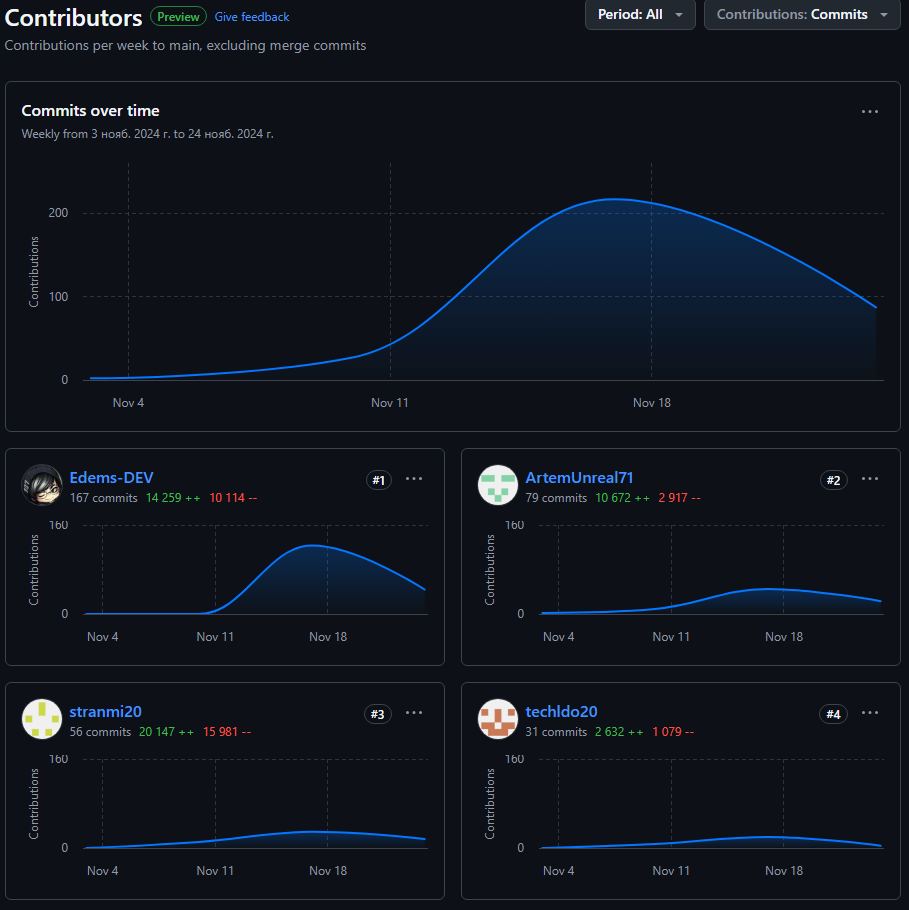 Contributors Preview Give feedback
Period: All
Contributions: Commits
Contributions per week to main, excluding merge commits
Commits over time
Weekly from 3 нояб. 2024 г. to 24 нояб. 2024 г.
Contributions
200
100
0
Nov 4 Nov 11 Nov 18
Edems-DEV #1
167 commits 14 259 ++ 10 114 --
Contributions
160
0
Nov 4 Nov 11 Nov 18
ArtemUnreal71 #2
79 commits 10 672 ++ 2 917 --
Contributions
160
0
Nov 4 Nov 11 Nov 18
stranmi20 #3
56 commits 20 147 ++ 15 981 --
Contributions
160
0
Nov 4 Nov 11 Nov 18
techIdo20 #4
31 commits 2 632 ++ 1 079 --
Contributions
160
0
Nov 4 Nov 11 Nov 18